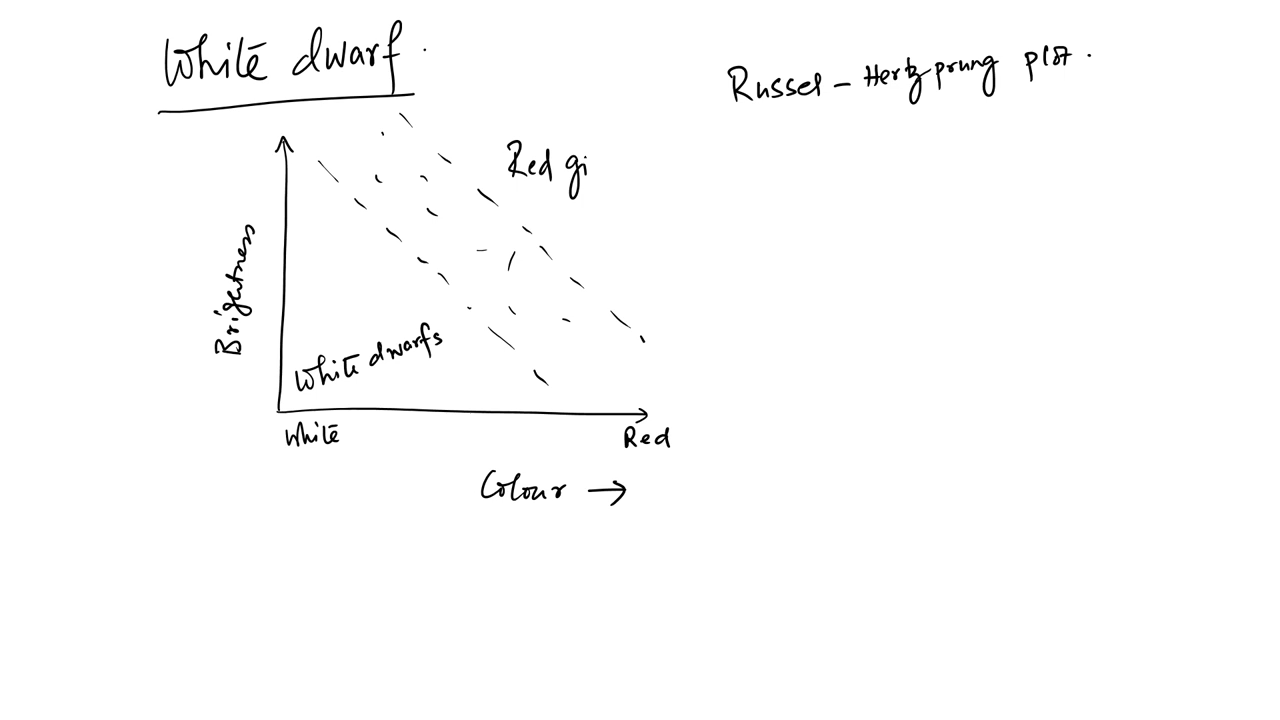 White dwarf.
Russel - Hertzprung plot.
Red gi
Brightness
White dwarfs
White
Red
Colour →